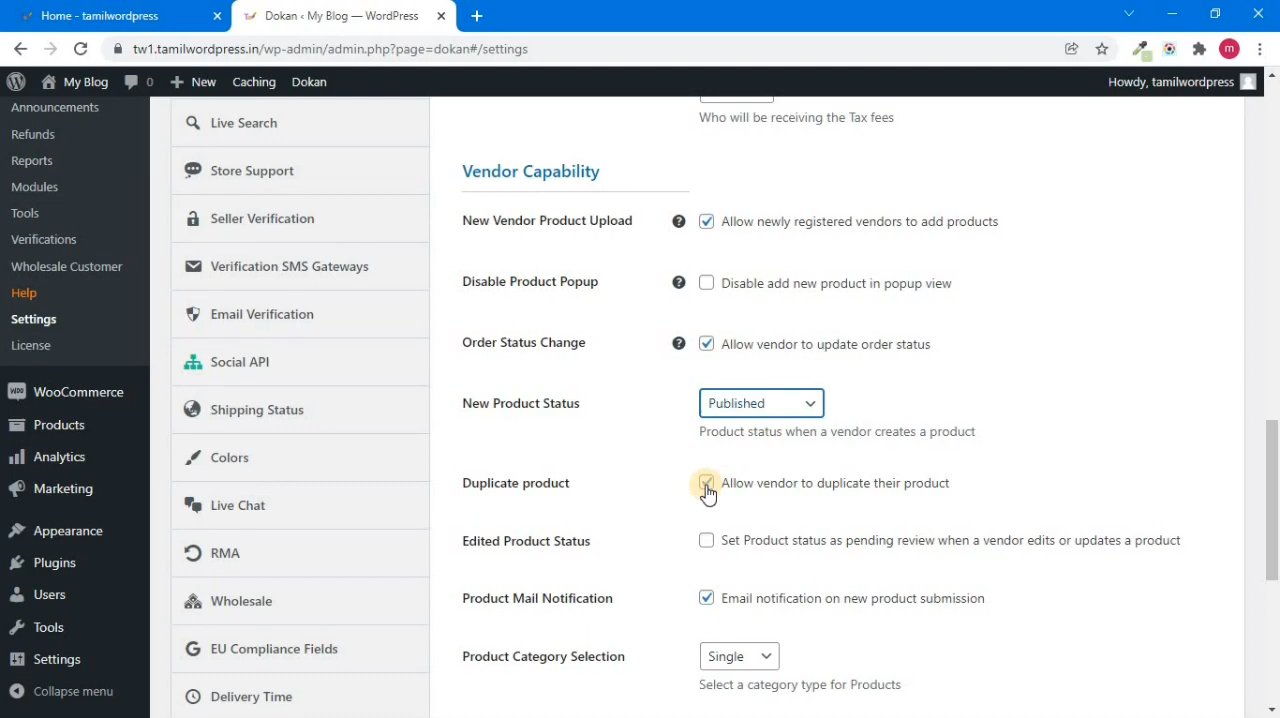 Home - tamilwordpress
Dokan ‹ My Blog — WordPress
tw1.tamilwordpress.in/wp-admin/admin.php?page=dokan#/settings
m
My Blog
0
New
Caching
Dokan
Howdy, tamilwordpress
Announcements
Refunds
Reports
Modules
Tools
Verifications
Wholesale Customer
Help
Settings
License
WooCommerce
Products
Analytics
Marketing
Appearance
Plugins
Users
Tools
Settings
Collapse menu
Live Search
Store Support
Seller Verification
Verification SMS Gateways
Email Verification
Social API
Shipping Status
Colors
Live Chat
RMA
Wholesale
EU Compliance Fields
Delivery Time
Who will be receiving the Tax fees
Vendor Capability
New Vendor Product Upload
Allow newly registered vendors to add products
Disable Product Popup
Disable add new product in popup view
Order Status Change
Allow vendor to update order status
New Product Status
Published
Product status when a vendor creates a product
Duplicate product
Allow vendor to duplicate their product
Edited Product Status
Set Product status as pending review when a vendor edits or updates a product
Product Mail Notification
Email notification on new product submission
Product Category Selection
Single
Select a category type for Products